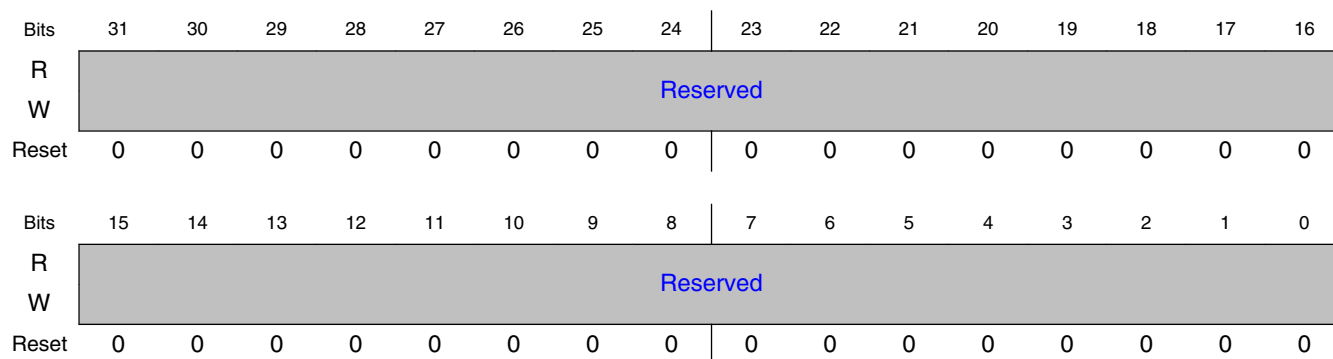 Bits 31 30 29 28 27 26 25 24 23 22 21 20 19 18 17 16
R
Reserved
W
Reset 0 0 0 0 0 0 0 0 0 0 0 0 0 0 0 0
Bits 15 14 13 12 11 10 9 8 7 6 5 4 3 2 1 0
R
Reserved
W
Reset 0 0 0 0 0 0 0 0 0 0 0 0 0 0 0 0